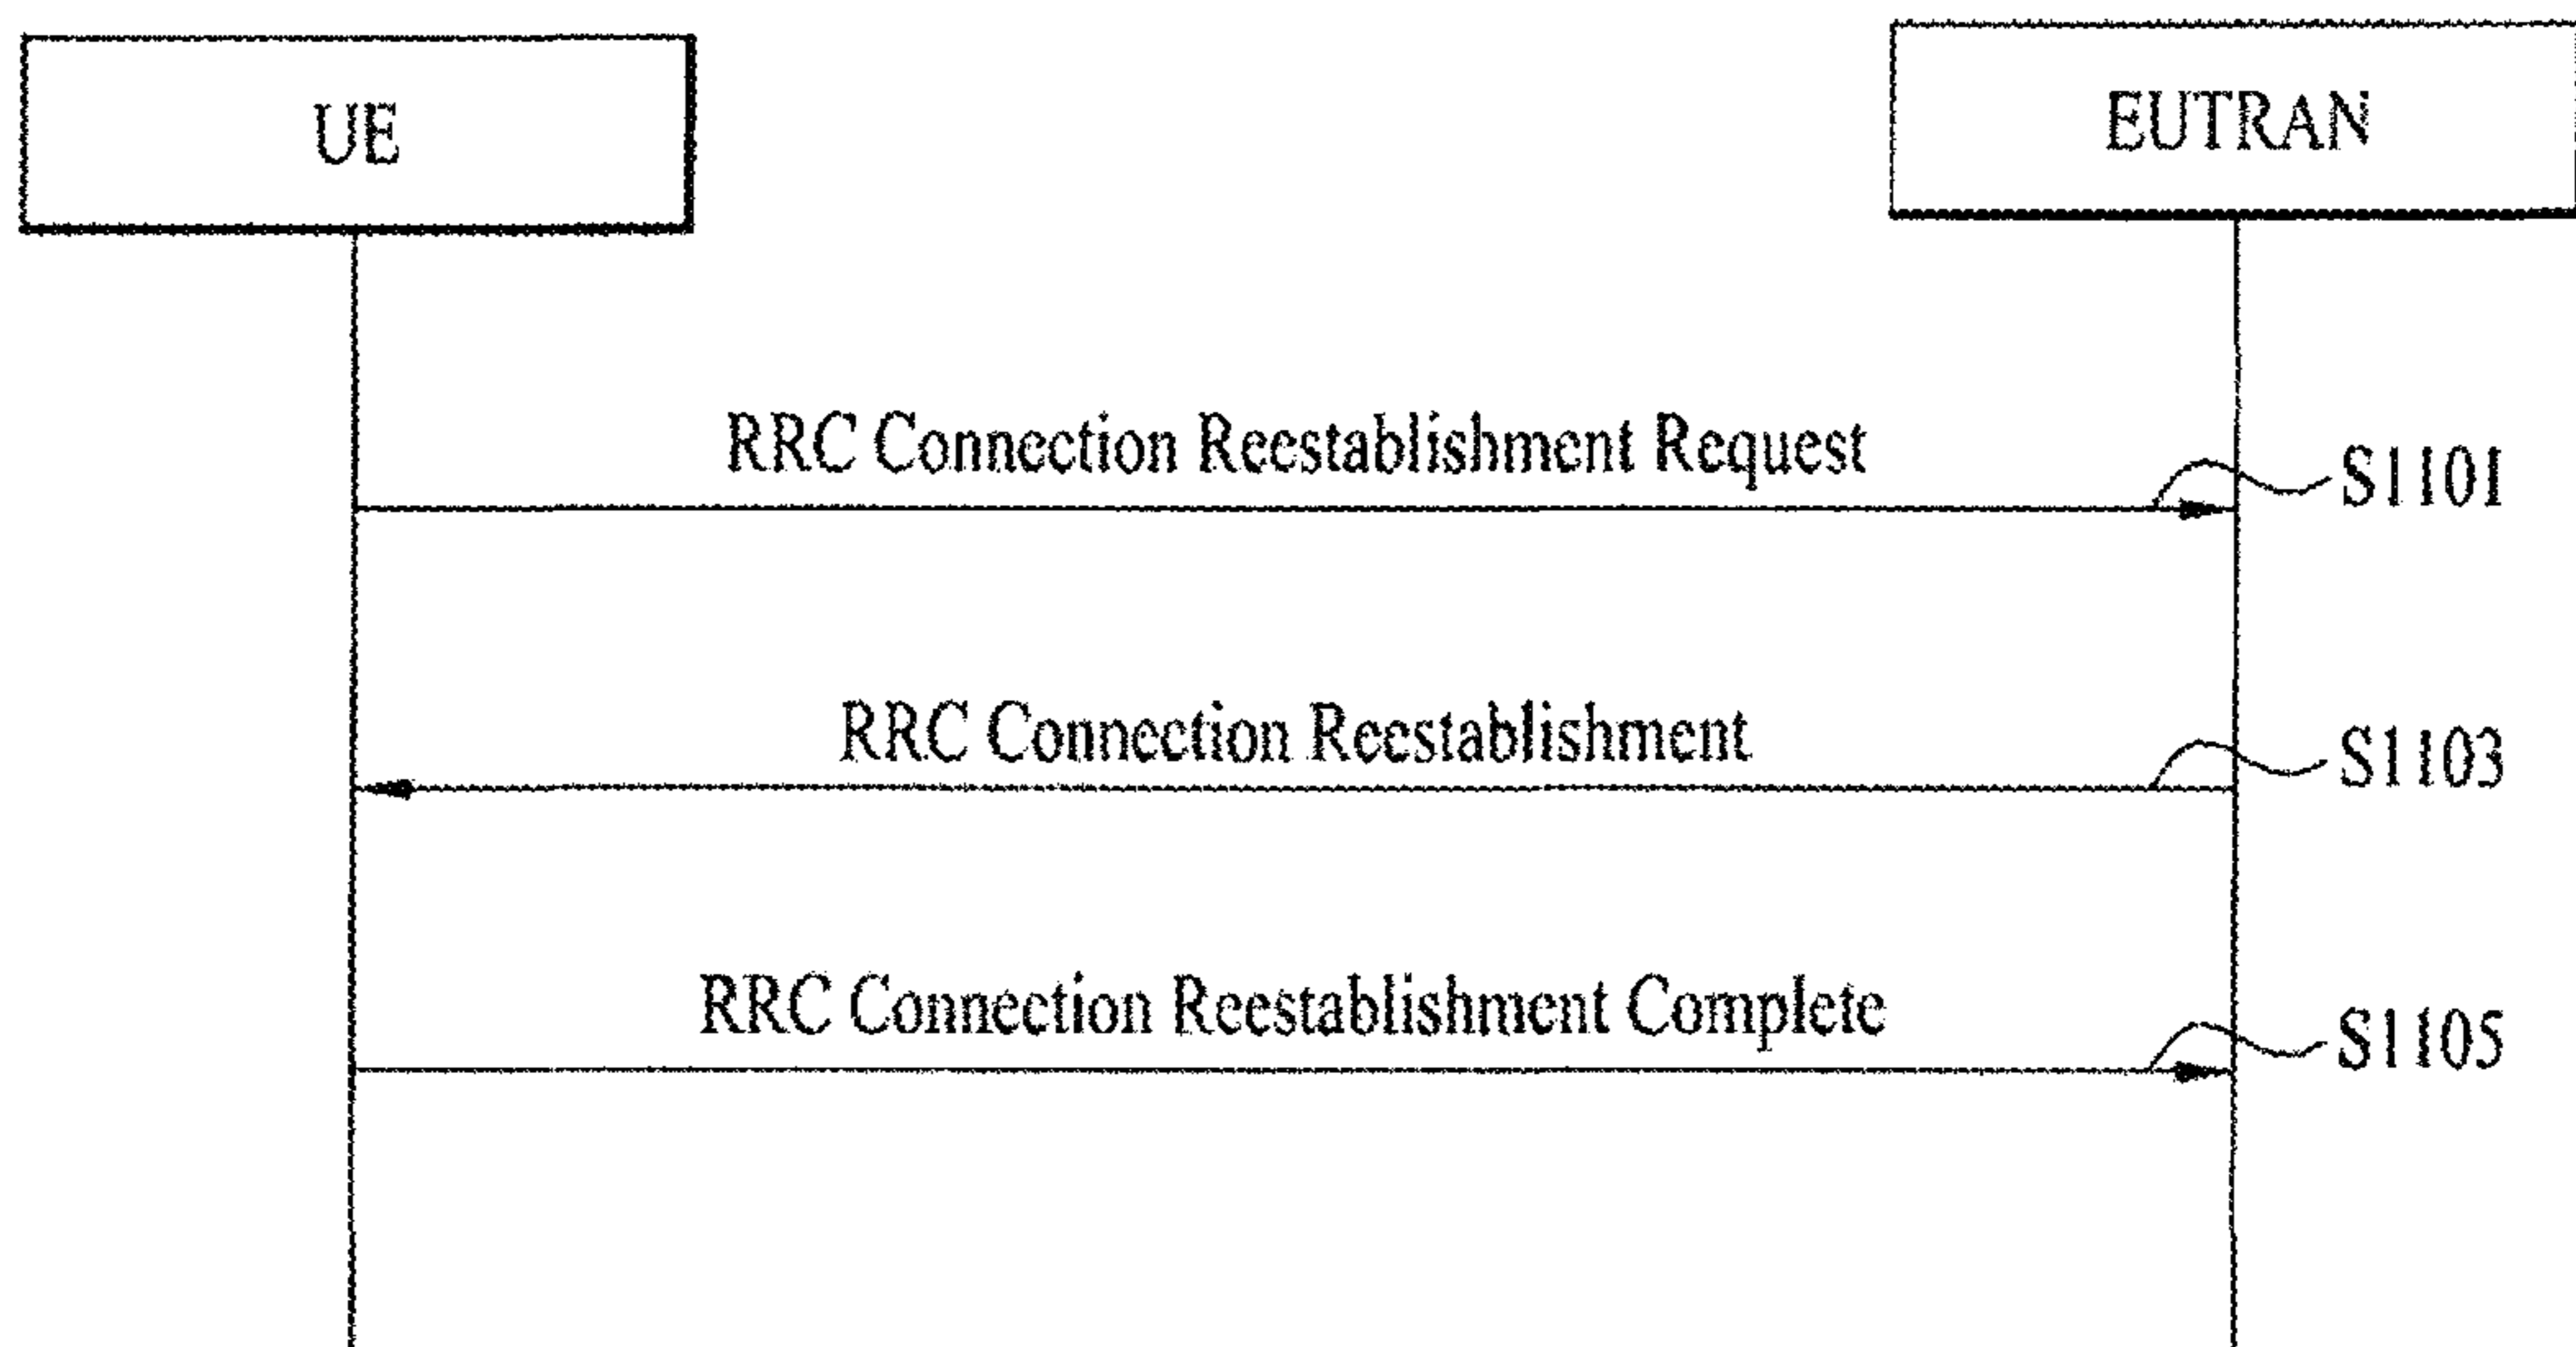 UE
EUTRAN
RRC Connection Reestablishment Request
S1101
RRC Connection Reestablishment
S1103
RRC Connection Reestablishment Complete
S1105